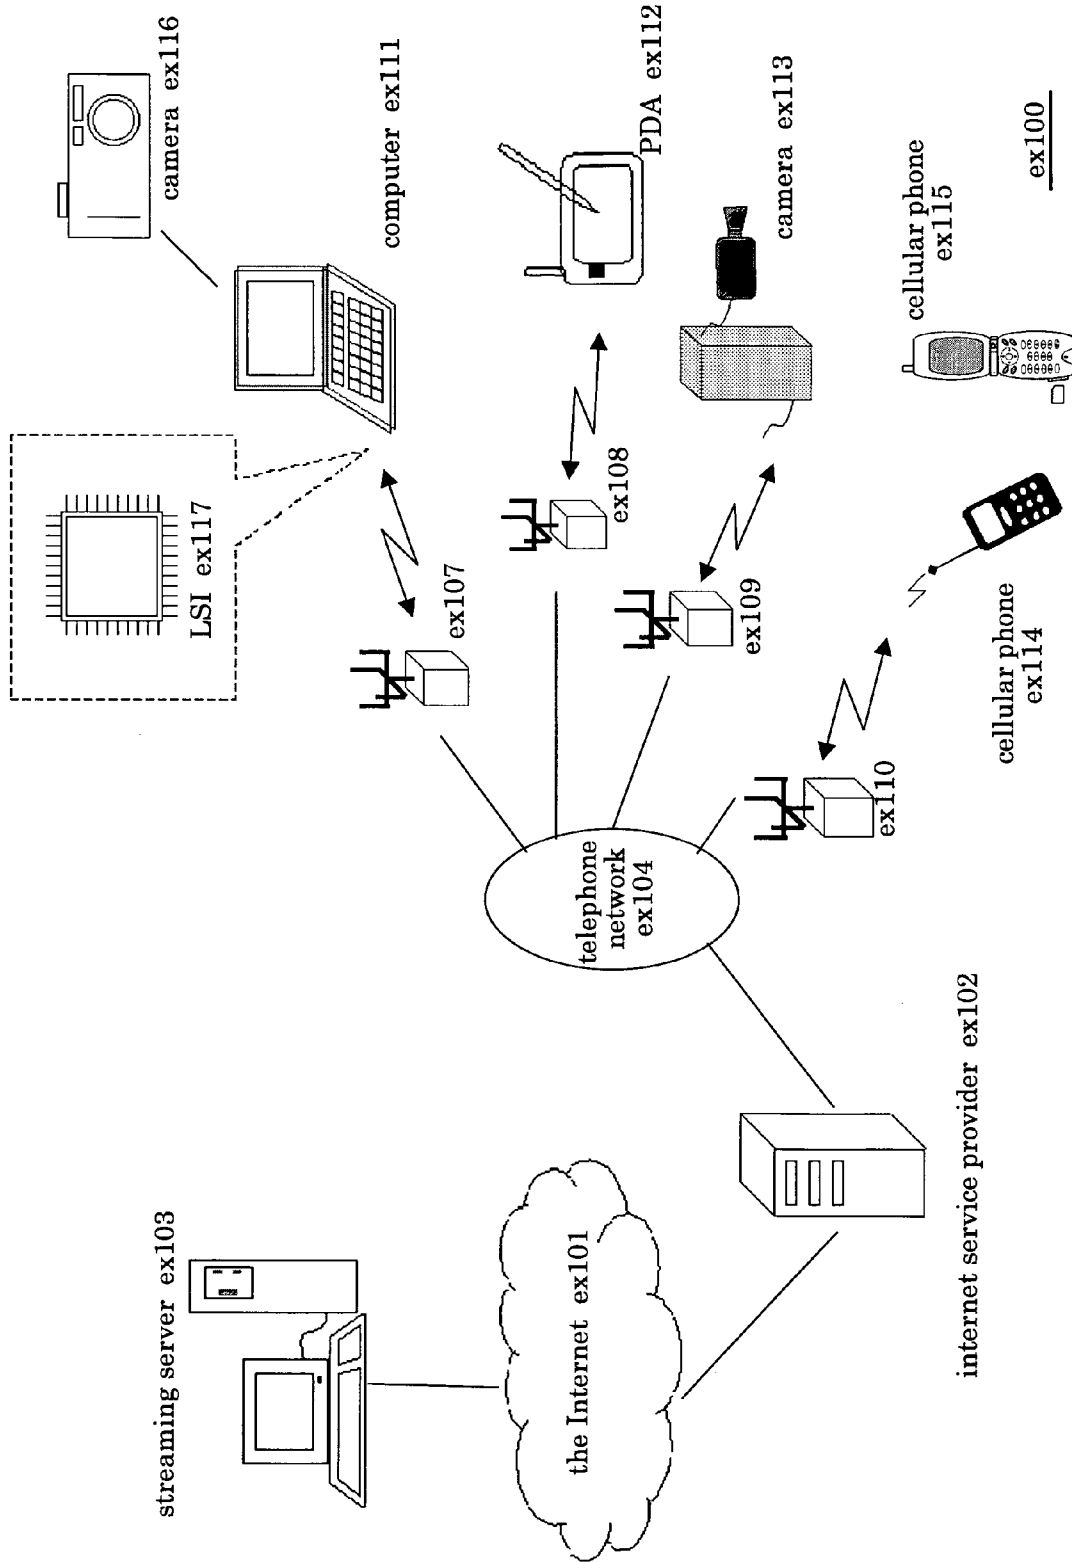 streaming server ex103
the Internet ex101
internet service provider ex102
telephone
network
ex104
LSI ex117
ex107
ex108
ex109
ex110
camera ex116
computer ex111
PDA ex112
camera ex113
cellular phone
ex114
cellular phone
ex115
ex100